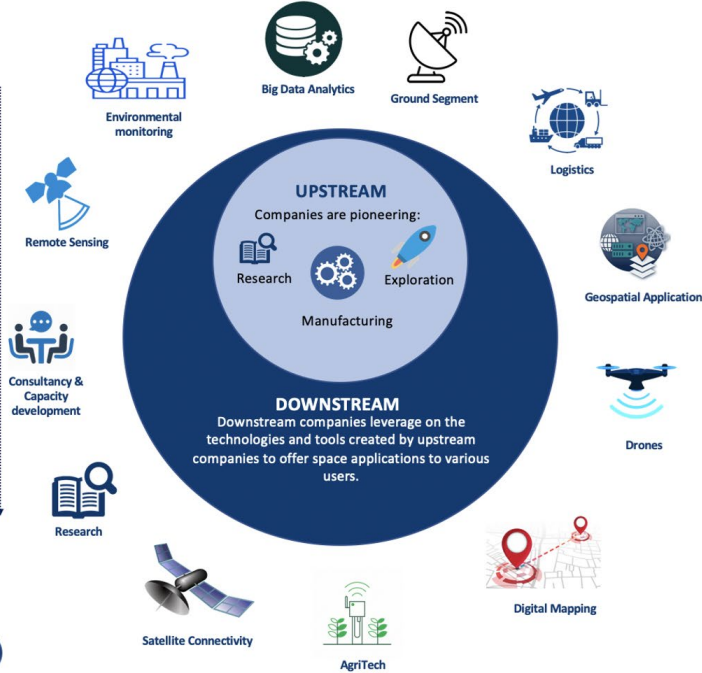 Big Data Analytics
Ground Segment
Environmental
monitoring
Logistics
UPSTREAM
Companies are pioneering:
Research
Exploration
Manufacturing
Remote Sensing
Geospatial Application
Consultancy &
Capacity
development
DOWNSTREAM
Downstream companies leverage on the
technologies and tools created by upstream
companies to offer space applications to various
users.
Drones
Research
Digital Mapping
Satellite Connectivity
AgriTech